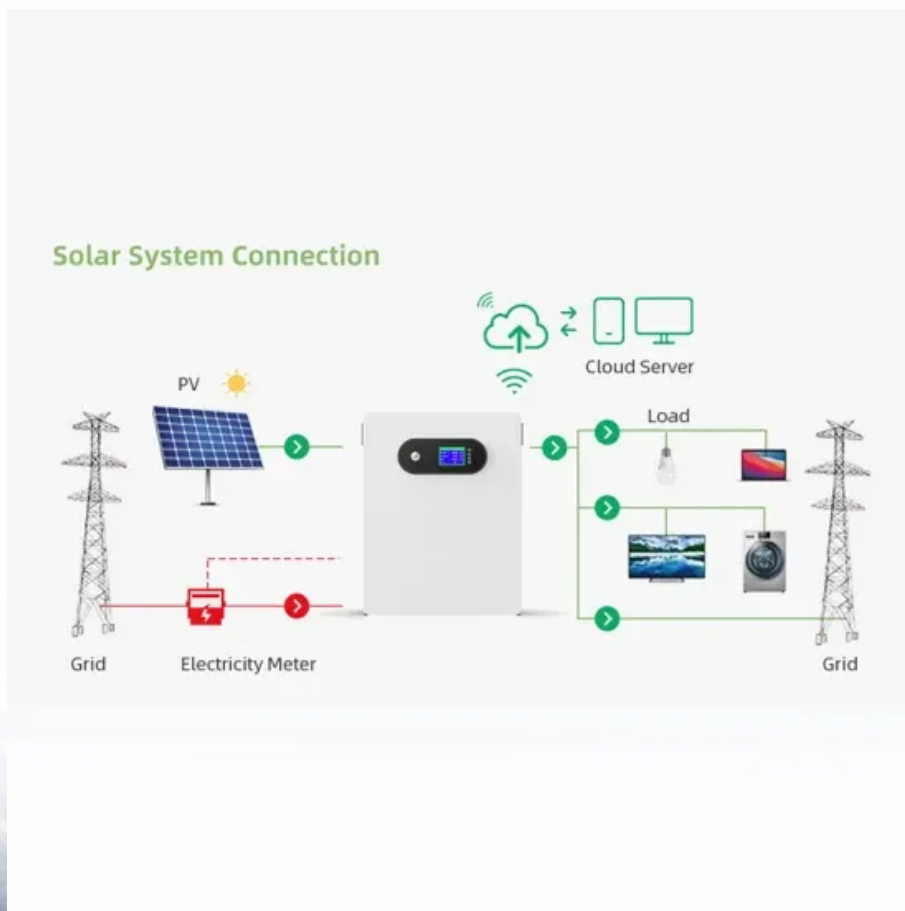 Solar System Connection
Cloud Server
PV
Load
Grid
Electricity Meter
Grid